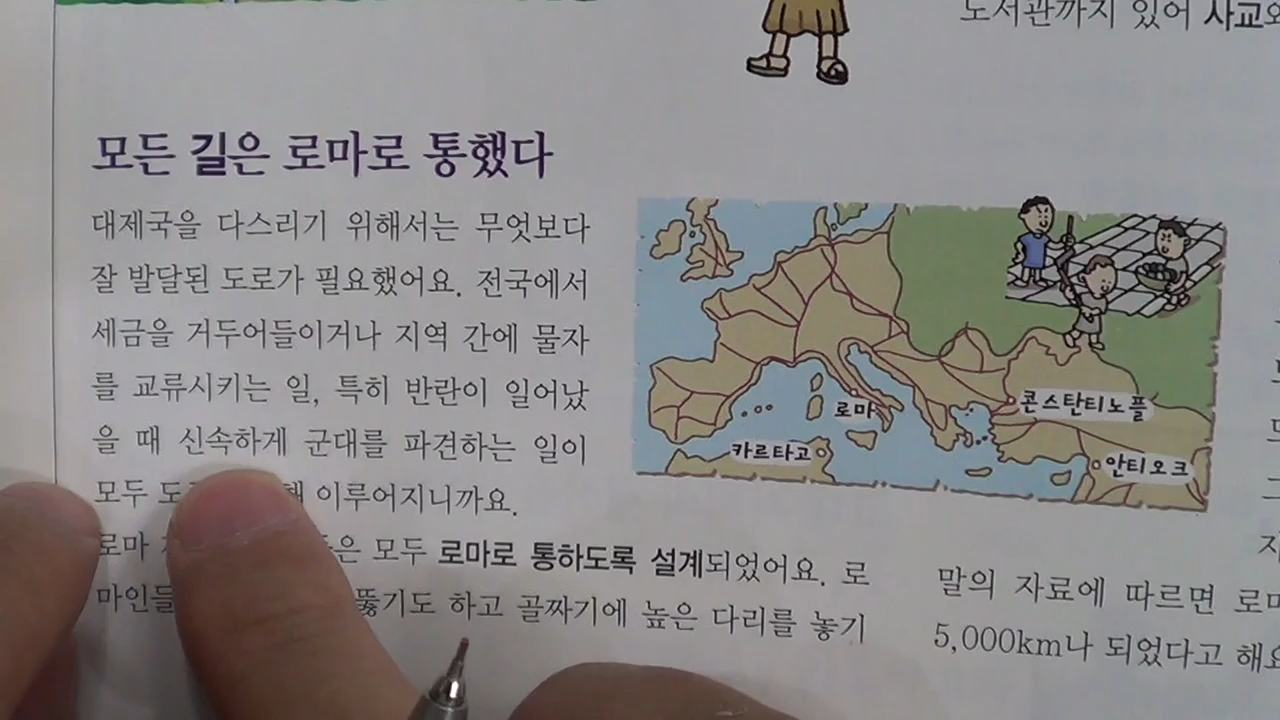 도서관까지 있어 사교와
모든 길은 로마로 통했다
대제국을 다스리기 위해서는 무엇보다
잘 발달된 도로가 필요했어요. 전국에서
세금을 거두어들이거나 지역 간에 물자
를 교류시키는 일, 특히 반란이 일어났
을 때 신속하게 군대를 파견하는 일이
모두 이루어지니까요.
로마 모두 로마로 통하도록 설계되었어요. 로
뚫기도 하고 골짜기에 높은 다리를 놓기
로마
콘스탄티노플
카르타고
안티오크
말의 자료에 따르면
5,000km나 되었다고